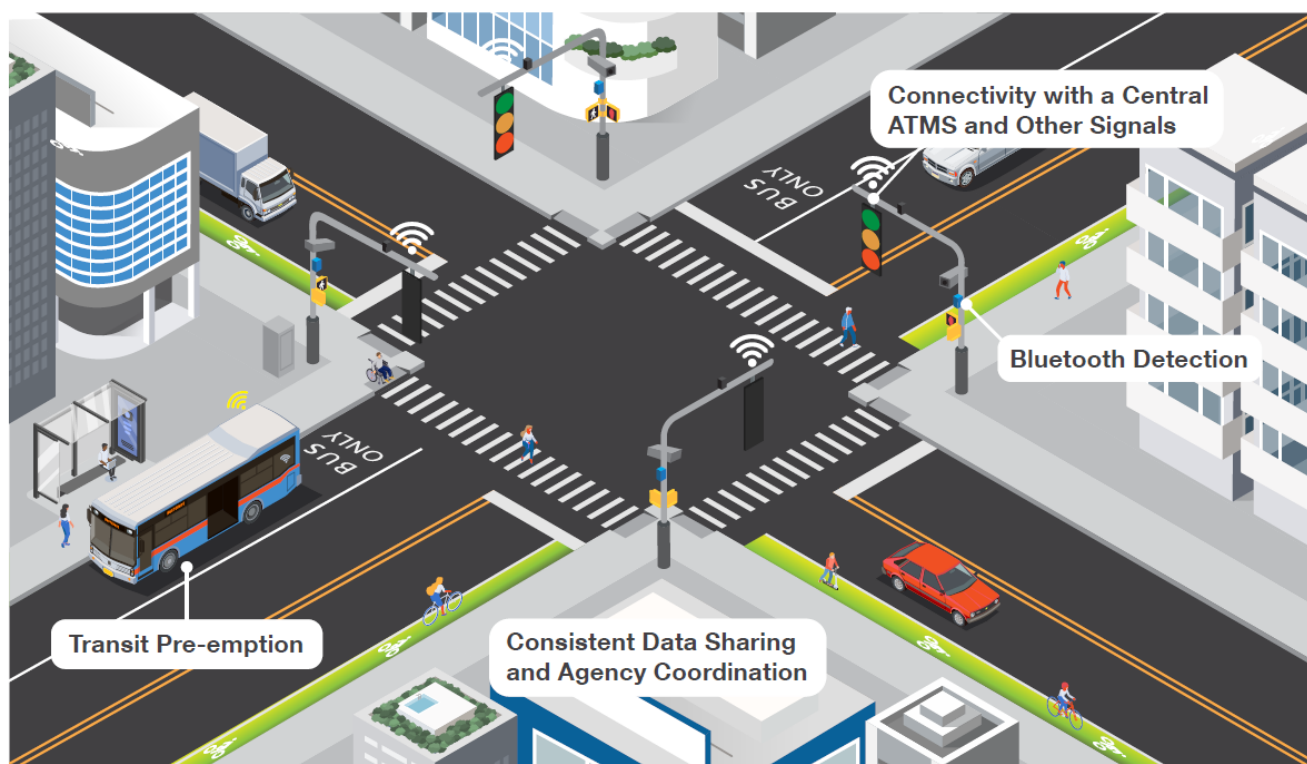 Connectivity with a Central
ATMS and Other Signals
BUS
ONLY
Bluetooth Detection
BUS
ONLY
Transit Pre-emption
Consistent Data Sharing
and Agency Coordination